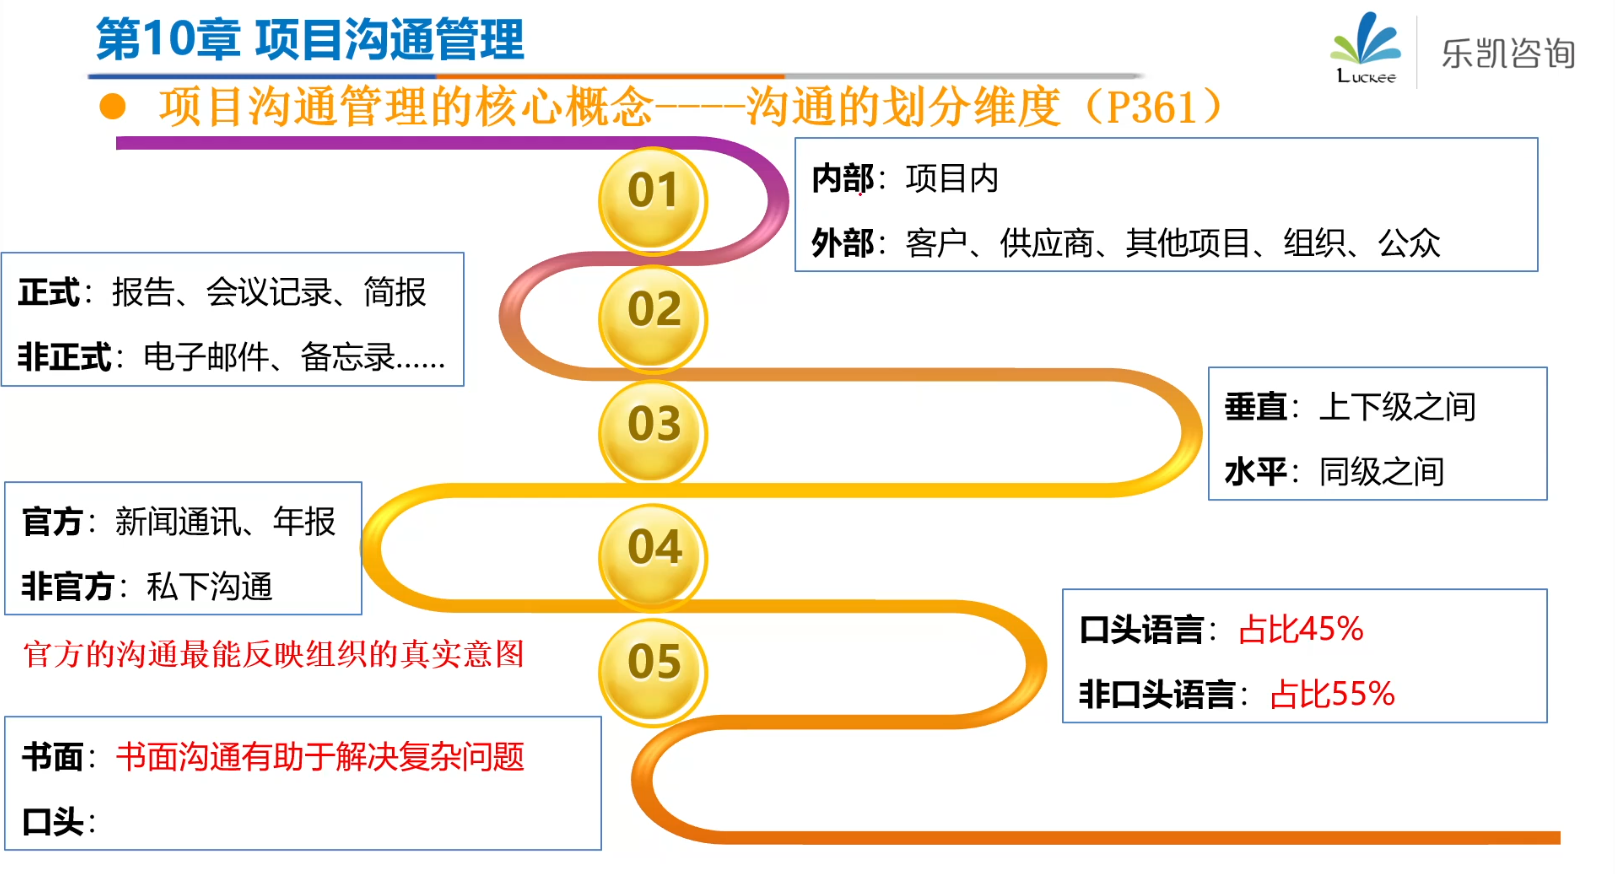 第10章 项目沟通管理
Luckee
乐凯咨询
项目沟通管理的核心概念----沟通的划分维度（P361）
01
内部：项目内
外部：客户、供应商、其他项目、组织、公众
正式：报告、会议记录、简报
非正式：电子邮件、备忘录……
02
03
垂直：上下级之间
水平：同级之间
官方：新闻通讯、年报
非官方：私下沟通
04
官方的沟通最能反映组织的真实意图
05
口头语言：占比45%
非口头语言：占比55%
书面：书面沟通有助于解决复杂问题
口头：